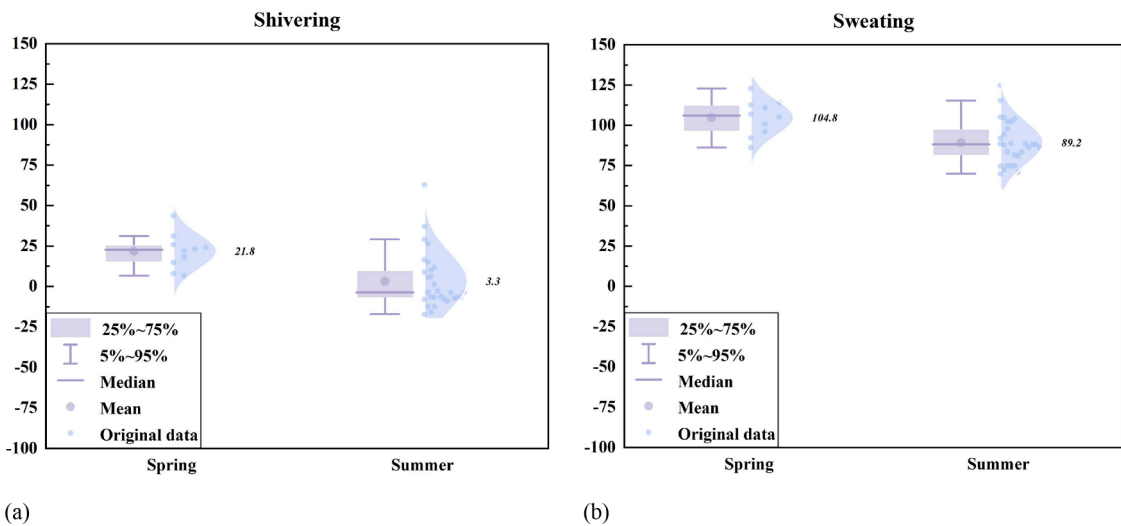 Shivering
150
125
100
75
50
25
0
-25
-50
-75
-100
21.8
3.3
25%~75%
5%~95%
Median
Mean
Original data
Spring Summer
(a)
Sweating
150
125
100
75
50
25
0
-25
-50
-75
-100
104.8
89.2
25%~75%
5%~95%
Median
Mean
Original data
Spring Summer
(b)